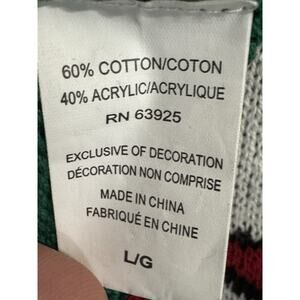 60% COTTON/COTON
40% ACRYLIC/ACRYLIQUE
RN 63925
EXCLUSIVE OF DECORATION
DÉCORATION NON COMPRISE
MADE IN CHINA
FABRIQUÉ EN CHINE
L/G